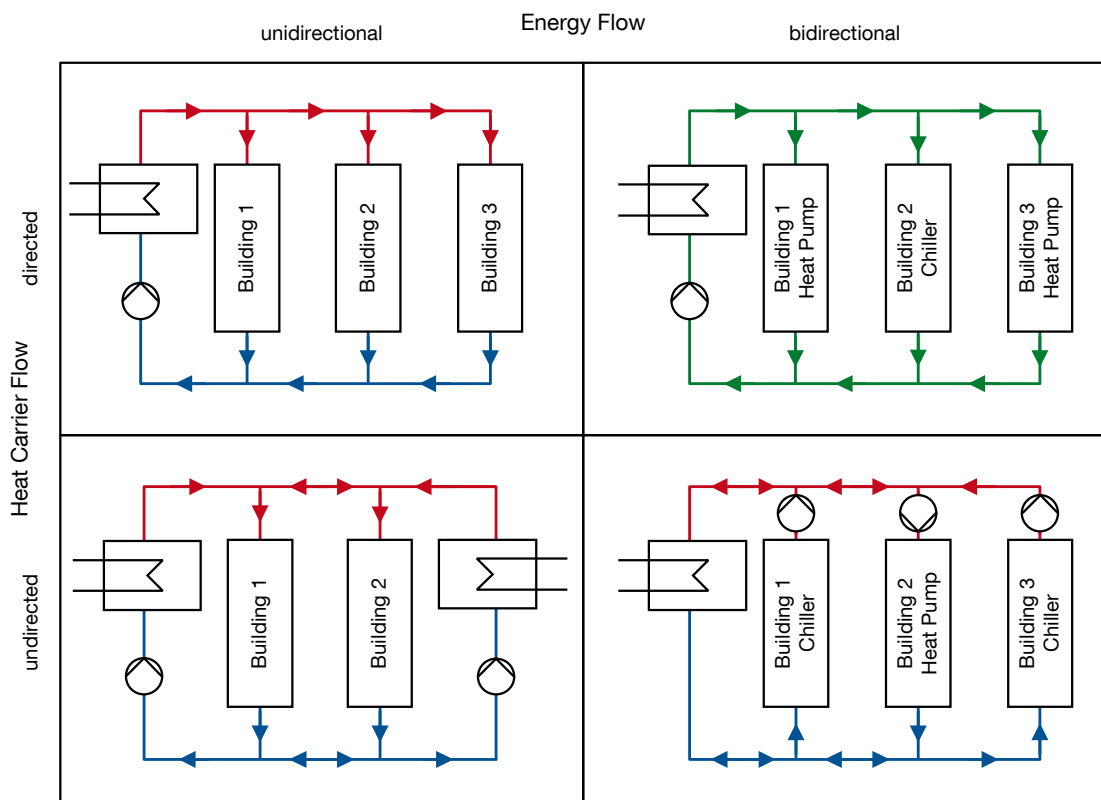 Energy Flow
unidirectional
bidirectional
Heat Carrier Flow
directed
Building 1
Building 2
Building 3
Building 1
Heat Pump
Building 2
Chiller
Building 3
Heat Pump
undirected
Building 1
Building 2
Building 1
Chiller
Building 2
Heat Pump
Building 3
Chiller